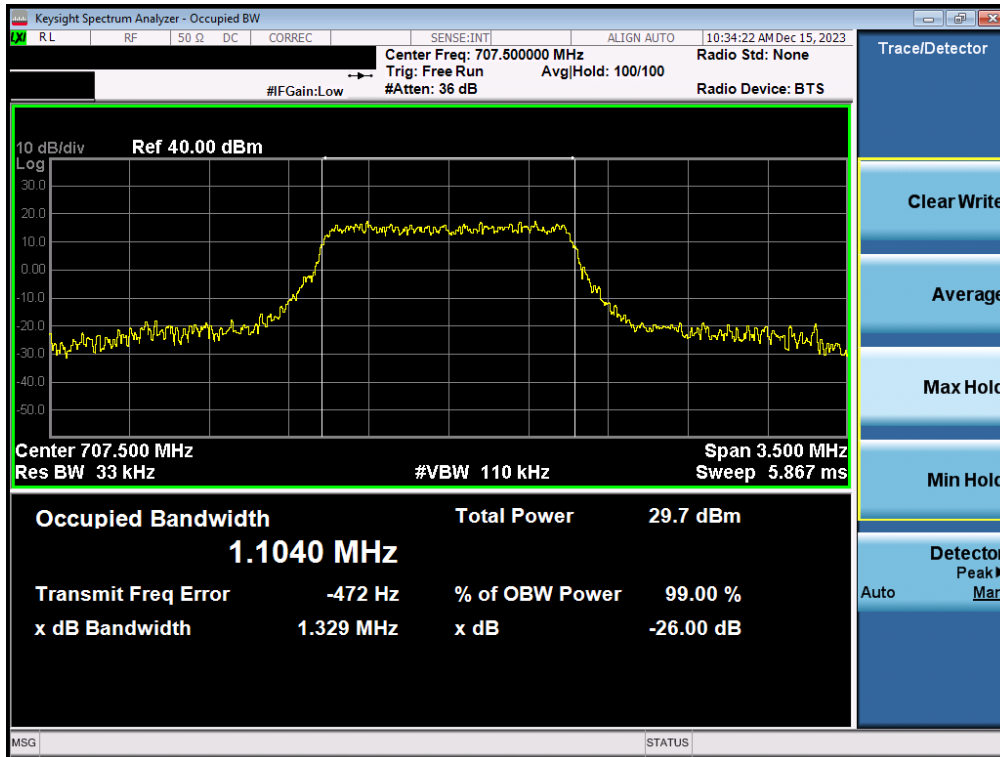 Keysight Spectrum Analyzer - Occupied BW
LXI RL RF 50 Ω DC CORREC SENSE:INT ALIGN AUTO 10:34:22 AM Dec 15, 2023
Center Freq: 707.500000 MHz Radio Std: None
Trig: Free Run Avg|Hold: 100/100
#IFGain:Low #Atten: 36 dB Radio Device: BTS
10 dB/div Ref 40.00 dBm
Log
30.0
20.0
10.0
0.00
-10.0
-20.0
-30.0
-40.0
-50.0
Center 707.500 MHz Span 3.500 MHz
Res BW 33 kHz #VBW 110 kHz Sweep 5.867 ms
Occupied Bandwidth Total Power 29.7 dBm
1.1040 MHz
Transmit Freq Error -472 Hz % of OBW Power 99.00 %
x dB Bandwidth 1.329 MHz x dB -26.00 dB
MSG STATUS
Trace/Detector
Clear Write
Average
Max Hold
Min Hold
Detector
Peak
Auto Man